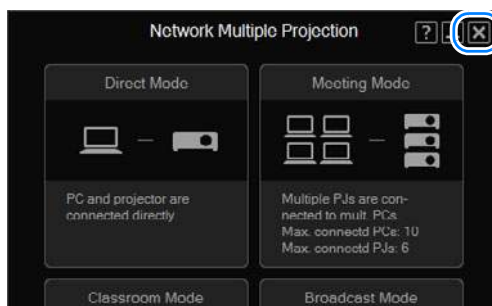 Network Multiple Projection
?
Direct Mode
Meeting Mode
PC and projector are
connected directly
Multiple PJs are con-
nected to mult. PCs
Max. connectd PCs: 10
Max. connectd PJs: 6
Classroom Mode
Broadcast Mode